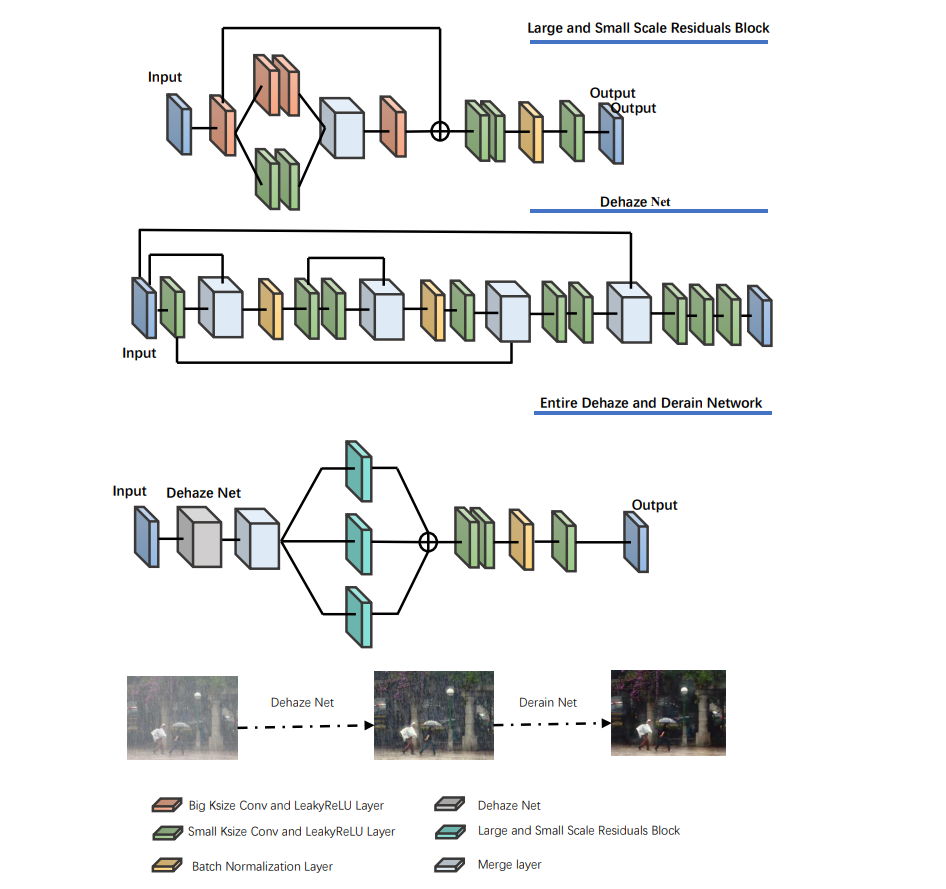 Large and Small Scale Residuals Block
Input
Output
Output
Dehaze Net
Input
Entire Dehaze and Derain Network
Input
Dehaze Net
Output
Dehaze Net
Derain Net
Big Ksize Conv and LeakyReLU Layer
Dehaze Net
Small Ksize Conv and LeakyReLU Layer
Large and Small Scale Residuals Block
Batch Normalization Layer
Merge layer